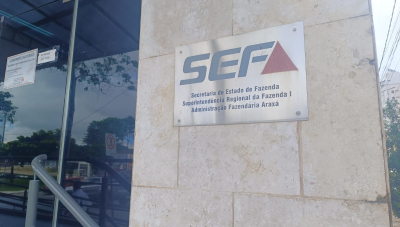 SEF
Secretaria de Estado de Fazenda
Superintendência Regional da Fazenda I
Administração Fazendária Araxá